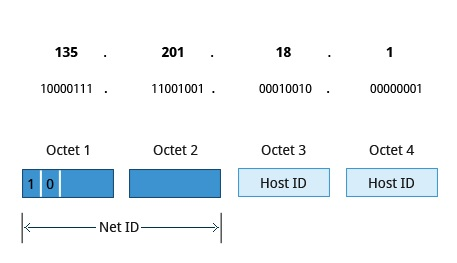 135 . 201 . 18 . 1
10000111 . 11001001 . 00010010 . 00000001
Octet 1 Octet 2 Octet 3 Octet 4
1 0 Host ID Host ID
Net ID